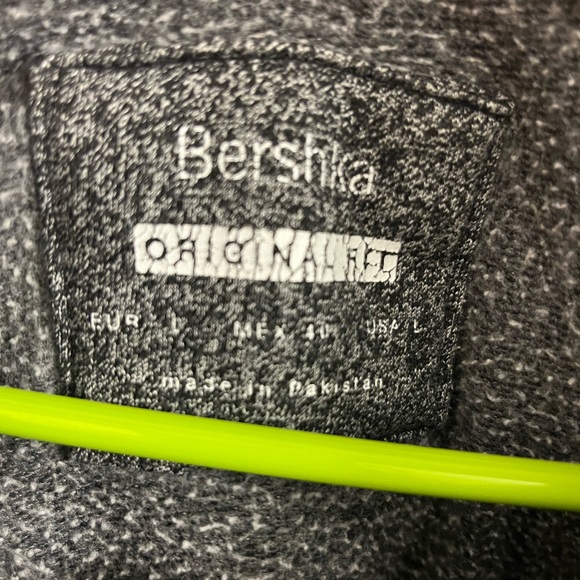 Bershka
ORIGINAL FIT
EUR L MEX 40 USA L
made in Pakistan